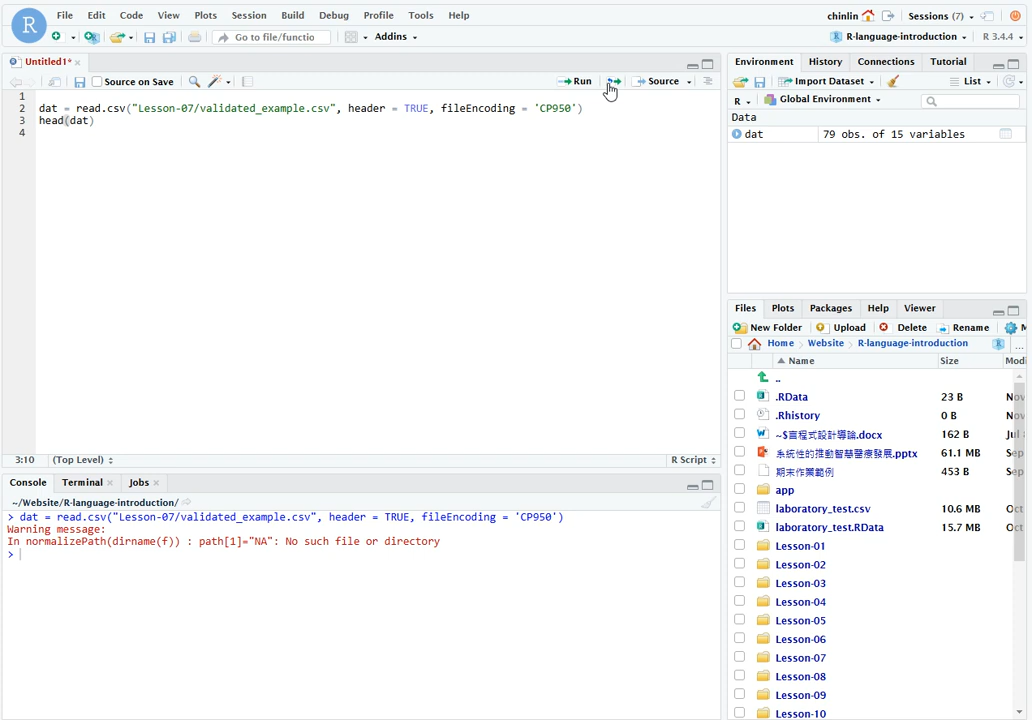 R File Edit Code View Plots Session Build Debug Profile Tools Help chinlin Sessions (7)
Go to file/functio Addins R-language-introduction R 3.4.4
Untitled1*
Source on Save Run Source
1
2 dat = read.csv("Lesson-07/validated_example.csv", header = TRUE, fileEncoding = 'CP950')
3 head(dat)
4
3:10 (Top Level) R Script
Console Terminal Jobs
~/Website/R-language-introduction/
> dat = read.csv("Lesson-07/validated_example.csv", header = TRUE, fileEncoding = 'CP950')
Warning message:
In normalizePath(dirname(f)) : path[1]="NA": No such file or directory
>
Environment History Connections Tutorial
Import Dataset List
R Global Environment
Data
dat 79 obs. of 15 variables
Files Plots Packages Help Viewer
New Folder Upload Delete Rename M
Home Website R-language-introduction ...
Name Size Modi
..
.RData 23 B Nov
.Rhistory 0 B Nov
~$言程式設計導論.docx 162 B Jul
系統性的推動智慧醫療發展.pptx 61.1 MB Sep
期末作業範例 453 B Sep
app
laboratory_test.csv 10.6 MB Oct
laboratory_test.RData 15.7 MB Oct
Lesson-01
Lesson-02
Lesson-03
Lesson-04
Lesson-05
Lesson-06
Lesson-07
Lesson-08
Lesson-09
Lesson-10